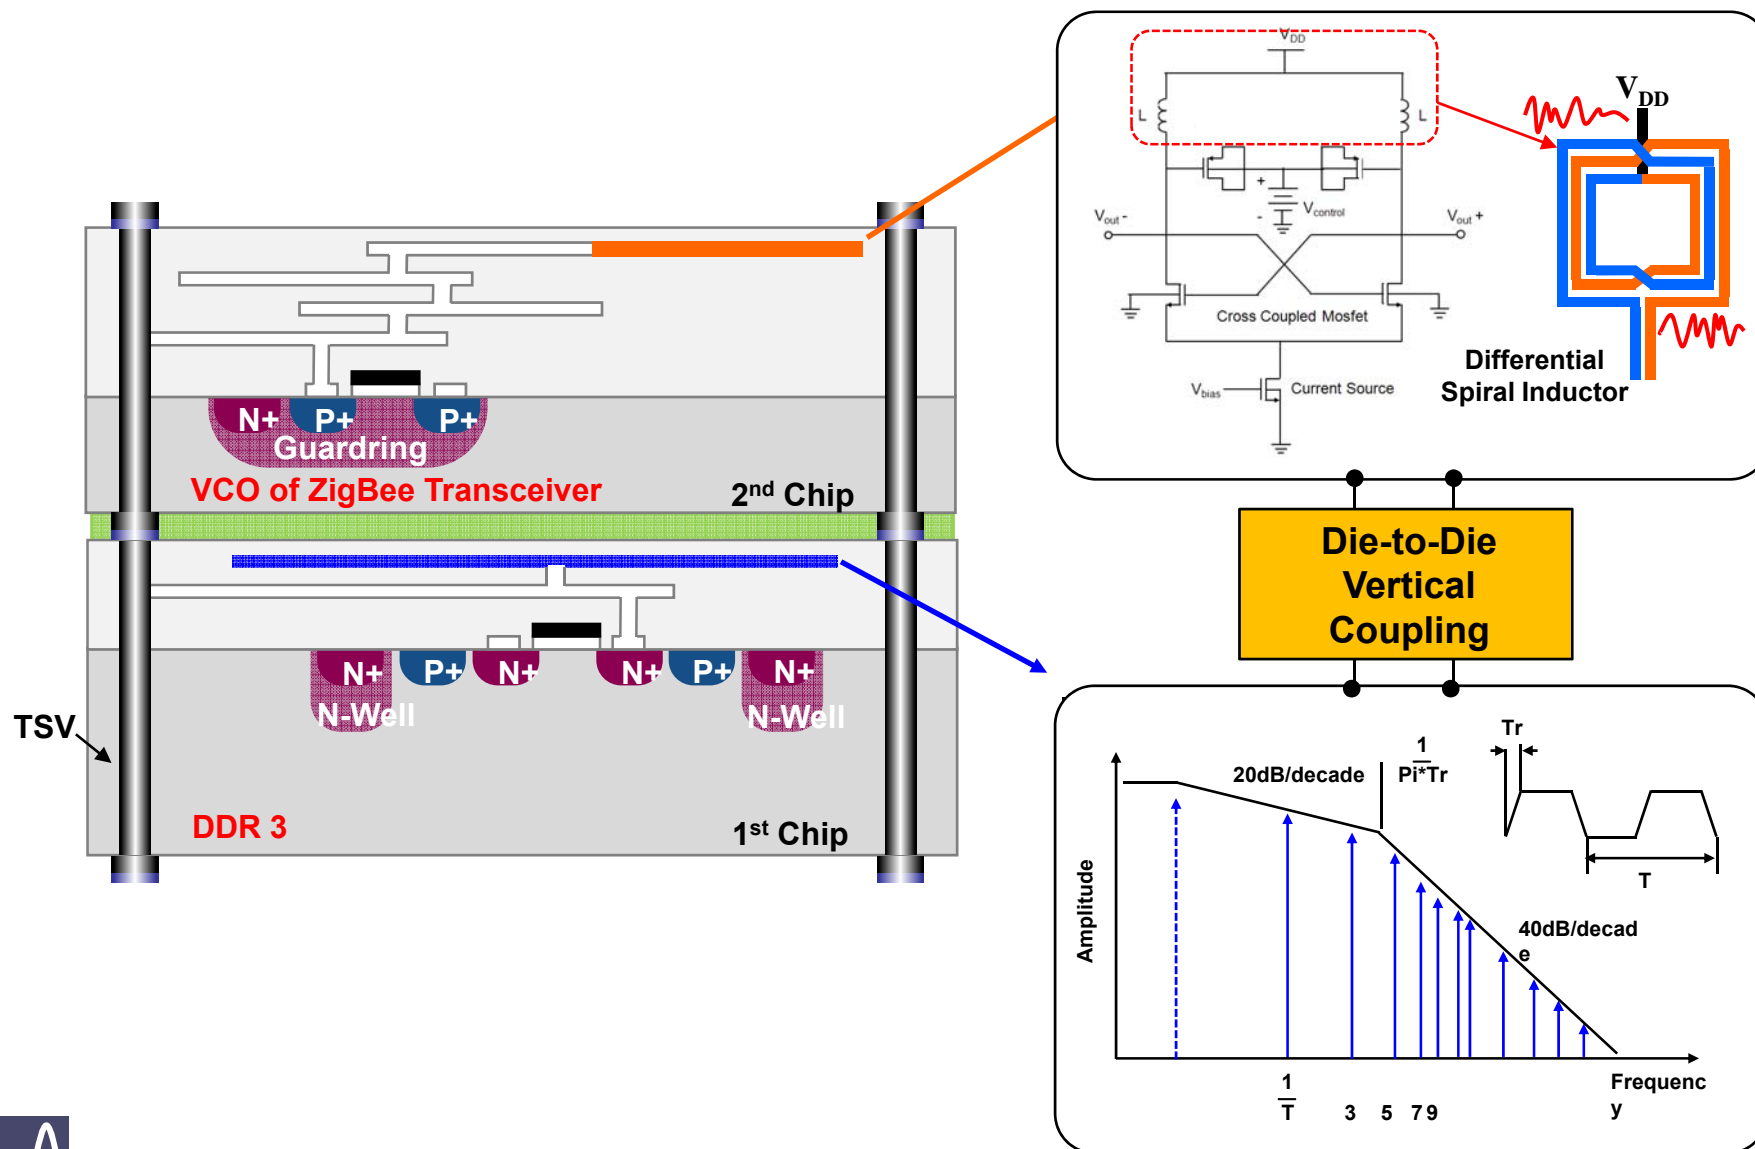 N+
P+
P+
Guardring
VCO of ZigBee Transceiver
2nd Chip
N+
P+
N+
N+
P+
N+
N-Well
N-Well
TSV
DDR 3
1st Chip
VDD
L
L
+
-
Vcontrol
Vout -
Vout +
Cross Coupled Mosfet
Vbias
Current Source
VDD
Differential
Spiral Inductor
Die-to-Die
Vertical
Coupling
Amplitude
20dB/decade
1
Pi*Tr
Tr
T
40dB/decad
e
1
T
3 5 7 9
Frequenc
y